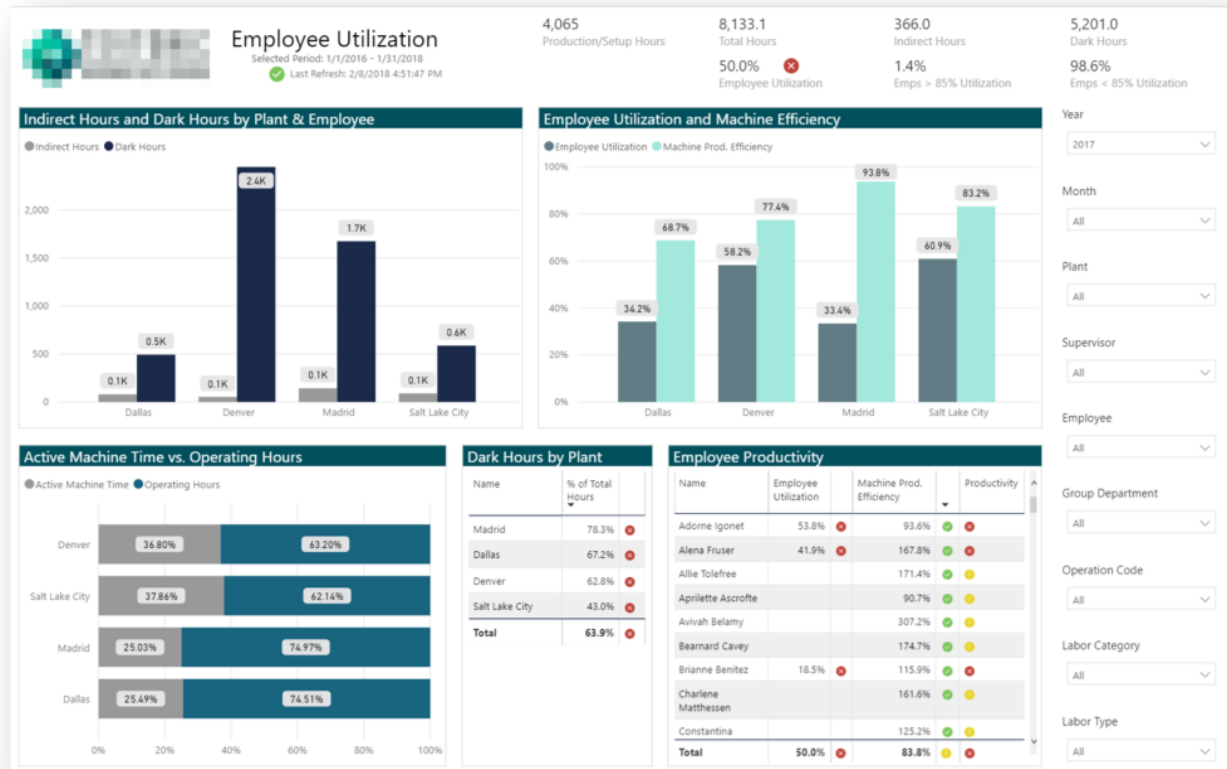 Employee Utilization
Selected Period: 1/1/2016 - 1/31/2018
Last Refresh: 2/8/2018 4:51:47 PM
4,065
Production/Setup Hours
8,133.1
Total Hours
366.0
Indirect Hours
5,201.0
Dark Hours
50.0%
Employee Utilization
1.4%
Emps > 85% Utilization
98.6%
Emps < 85% Utilization
Indirect Hours and Dark Hours by Plant & Employee
Indirect Hours Dark Hours
2,000
1,500
1,000
500
0
0.1K 0.5K
0.1K 2.4K
0.1K 1.7K
0.1K 0.6K
Dallas Denver Madrid Salt Lake City
Employee Utilization and Machine Efficiency
Employee Utilization Machine Prod. Efficiency
100%
80%
60%
40%
20%
0%
34.2% 68.7%
58.2% 77.4%
33.4% 93.8%
60.9% 83.2%
Dallas Denver Madrid Salt Lake City
Year
2017
Month
All
Plant
All
Supervisor
All
Employee
All
Group Department
All
Operation Code
All
Labor Category
All
Labor Type
All
Active Machine Time vs. Operating Hours
Active Machine Time Operating Hours
Denver 36.80% 63.20%
Salt Lake City 37.86% 62.14%
Madrid 25.03% 74.97%
Dallas 25.49% 74.51%
0% 20% 40% 60% 80% 100%
Dark Hours by Plant
Name % of Total
Hours
Madrid 78.3%
Dallas 67.2%
Denver 62.8%
Salt Lake City 43.0%
Total 63.9%
Employee Productivity
Name Employee Machine Prod. Productivity
Utilization Efficiency
Adorne Igonet 53.8% 93.6%
Alena Fruser 41.9% 167.8%
Allie Tolefree 171.4%
Aprilette Ascrofte 90.7%
Avivah Belamy 307.2%
Bearnard Cavey 174.7%
Brianne Benitez 18.5% 115.9%
Charlene 161.6%
Matthessen
Constantina 125.2%
Total 50.0% 83.8%